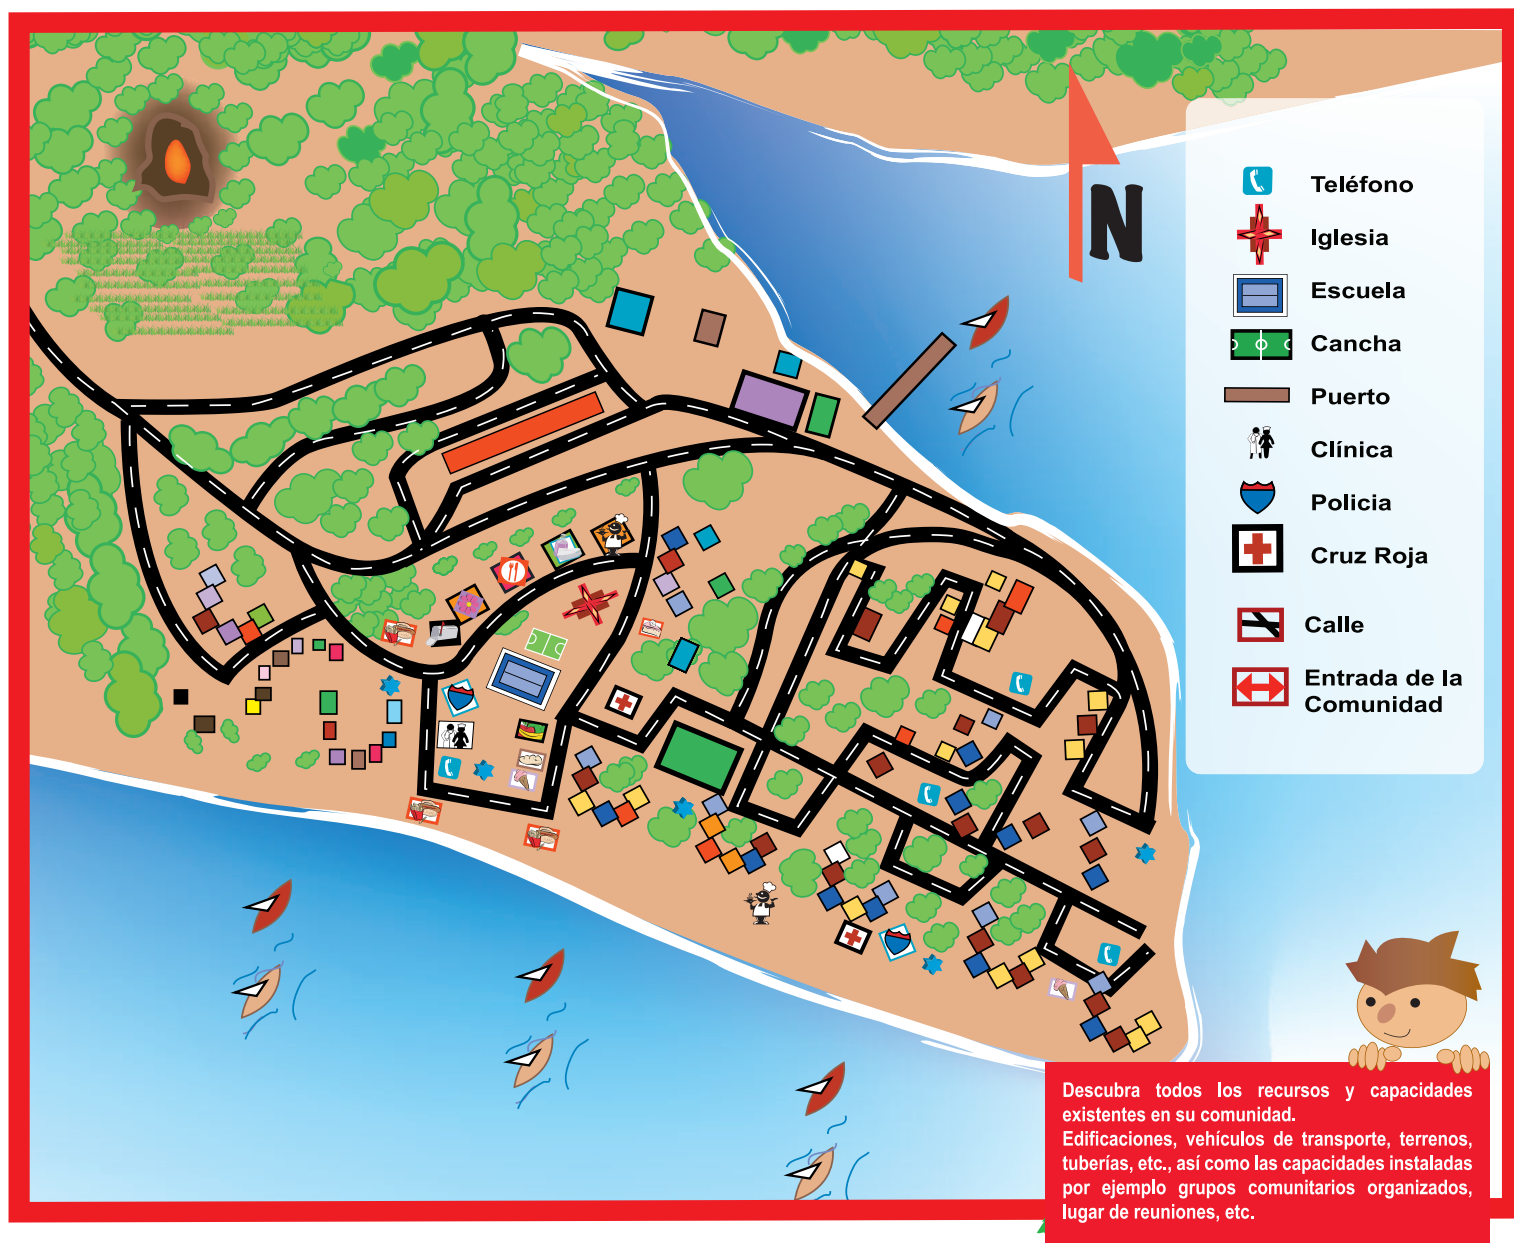 N
Teléfono
Iglesia
Escuela
Cancha
Puerto
Clínica
Policia
Cruz Roja
Calle
Entrada de la
Comunidad
Descubra todos los recursos y capacidades
existentes en su comunidad.
Edificaciones, vehículos de transporte, terrenos,
tuberías, etc., así como las capacidades instaladas
por ejemplo grupos comunitarios organizados,
lugar de reuniones, etc.